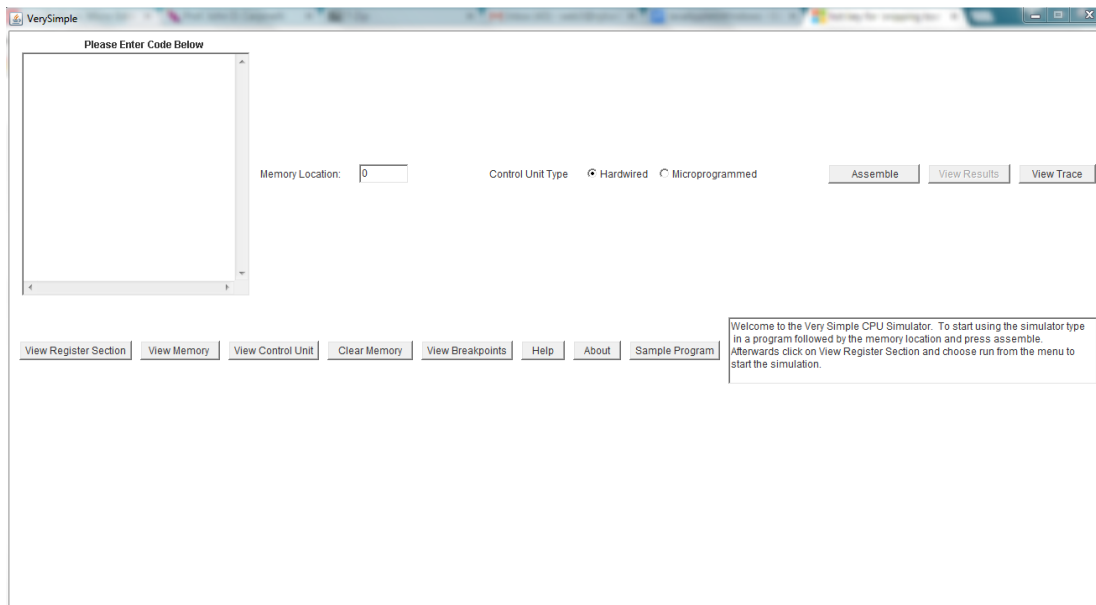 VerySimple
Please Enter Code Below
Memory Location: 0 Control Unit Type Hardwired Microprogrammed Assemble View Results View Trace
View Register Section View Memory View Control Unit Clear Memory View Breakpoints Help About Sample Program
Welcome to the Very Simple CPU Simulator. To start using the simulator type
in a program followed by the memory location and press assemble.
Afterwards click on View Register Section and choose run from the menu to
start the simulation.